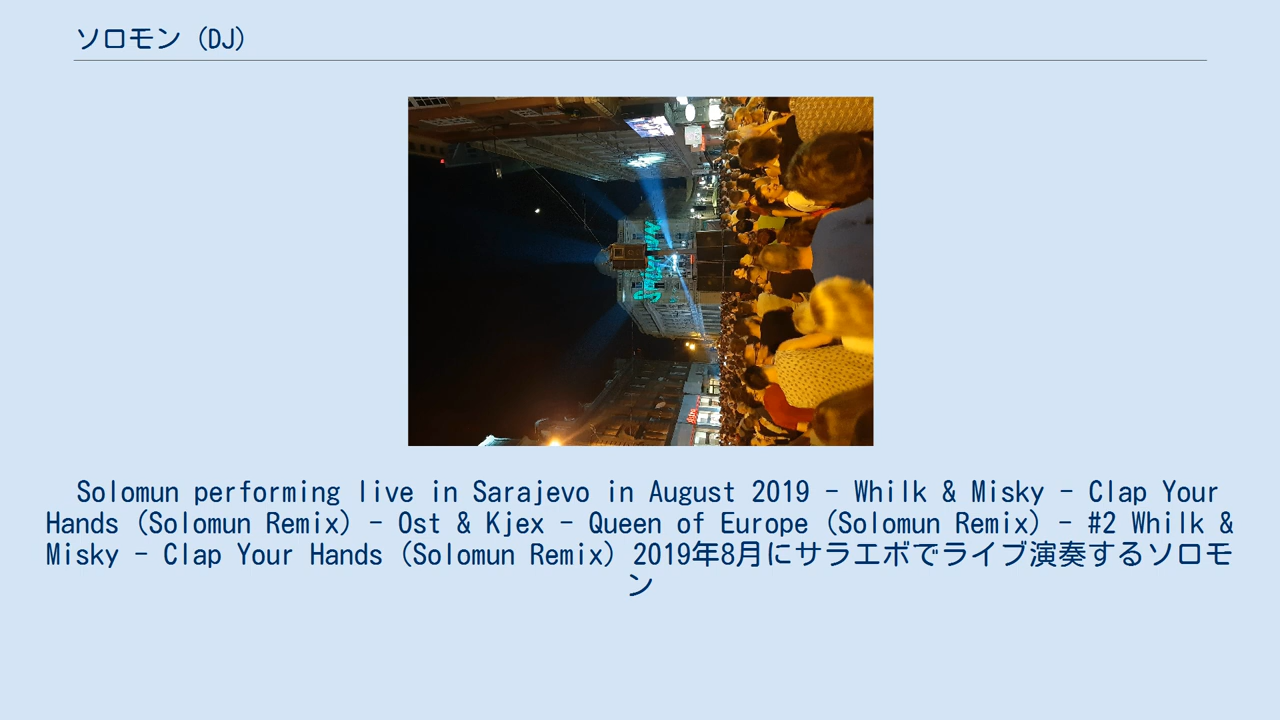 ソロモン (DJ)
Solomun performing live in Sarajevo in August 2019 - Whilk & Misky - Clap Your
Hands (Solomun Remix) - Ost & Kjex - Queen of Europe (Solomun Remix) - #2 Whilk &
Misky - Clap Your Hands (Solomun Remix) 2019年8月にサラエボでライブ演奏するソロモ
ン